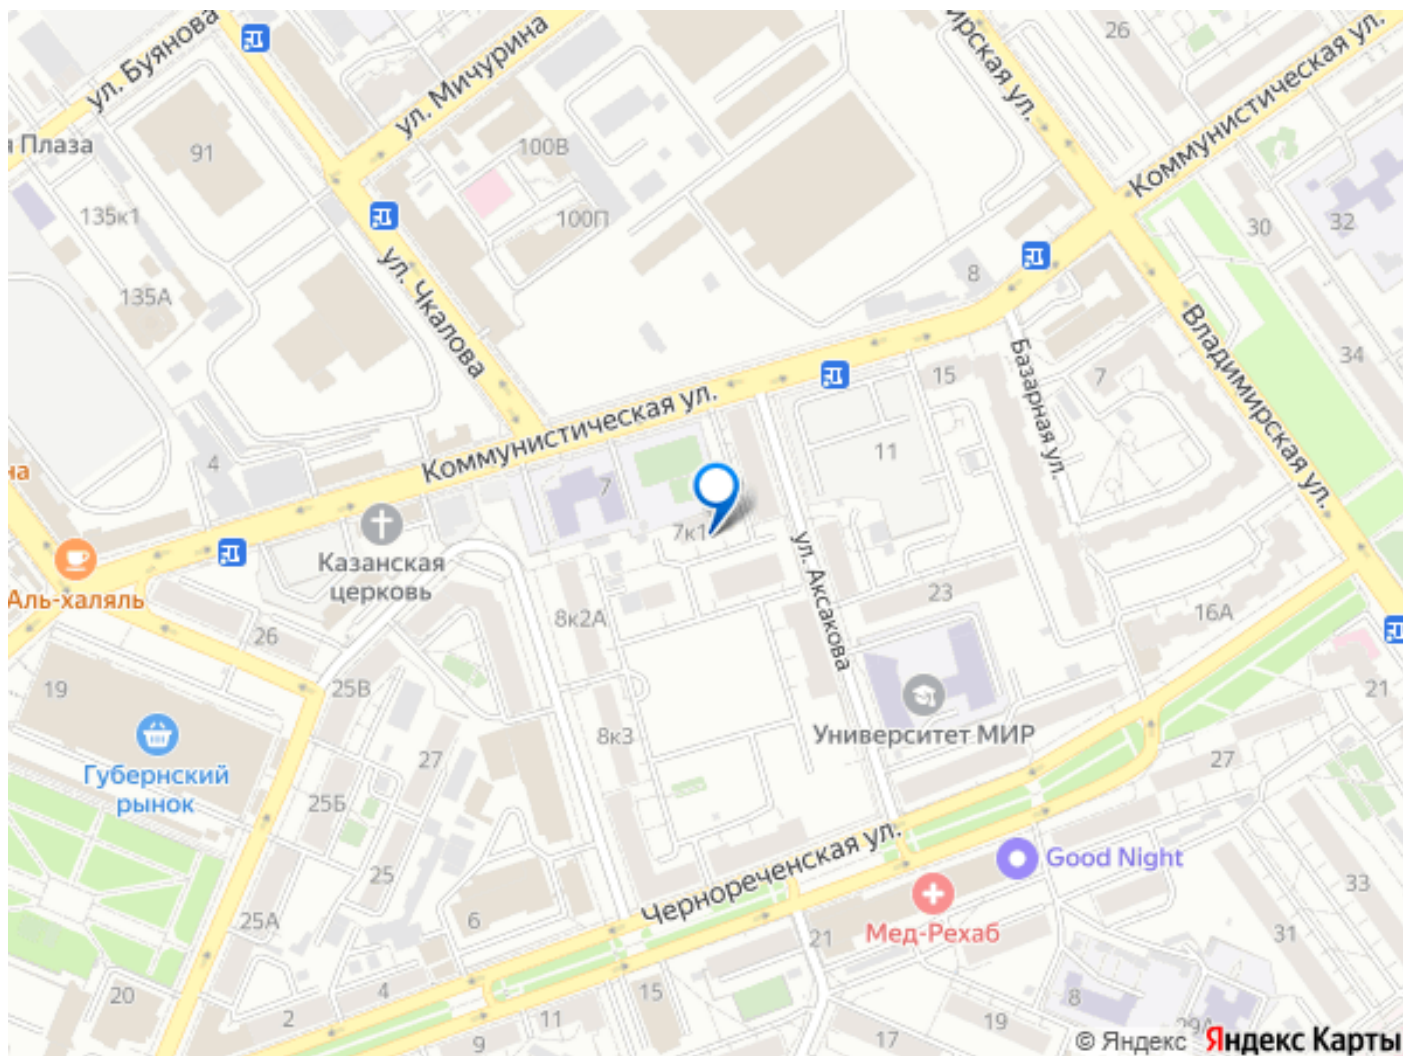 ул. Буянова
ул. Мичурина
ирская ул.
26
Коммунистическая ул.
а Плаза
91
100В
135к1
100П
30
32
135А
ул. Чкалова
8
Владимирская ул.
34
Базарная ул.
15
7
Коммунистическая ул.
11
4
на
7
7к1
Казанская
церковь
ул. Аксакова
Аль-халяль
26
8к2А
23
16А
19
25В
21
Университет МИР
8к3
27
27
Губернский
рынок
25Б
Чернореченская ул.
Good Night
25
33
25А
6
Мед-Рехаб
21
31
20
4
15
8
2
11
19
29А
9
17
© Яндекс
Яндекс Карты